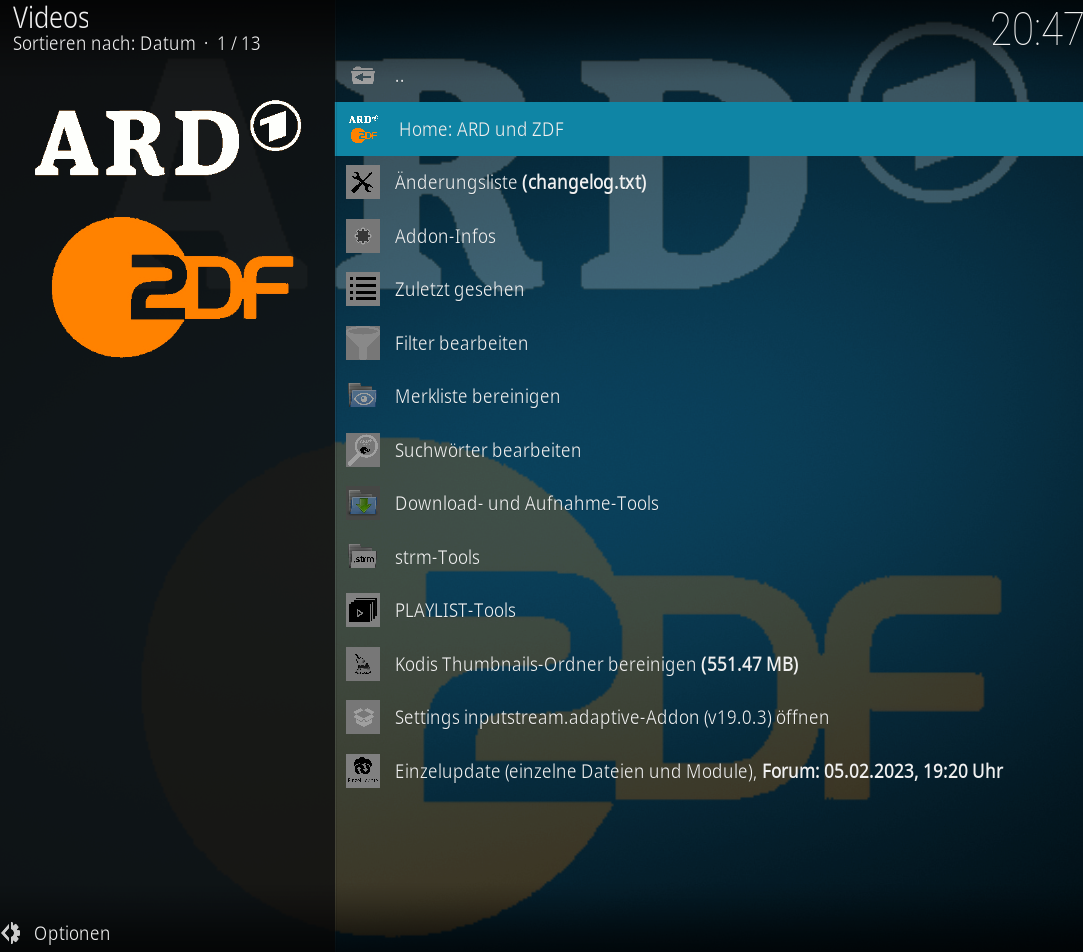 Videos
Sortieren nach: Datum · 1 / 13
20:47
ARD 1
ZDF
..
Home: ARD und ZDF
Änderungsliste (changelog.txt)
Addon-Infos
Zuletzt gesehen
Filter bearbeiten
Merkliste bereinigen
Suchwörter bearbeiten
Download- und Aufnahme-Tools
.strm
strm-Tools
PLAYLIST-Tools
Kodis Thumbnails-Ordner bereinigen (551.47 MB)
Settings inputstream.adaptive-Addon (v19.0.3) öffnen
Einzelupdate (einzelne Dateien und Module), Forum: 05.02.2023, 19:20 Uhr
Optionen